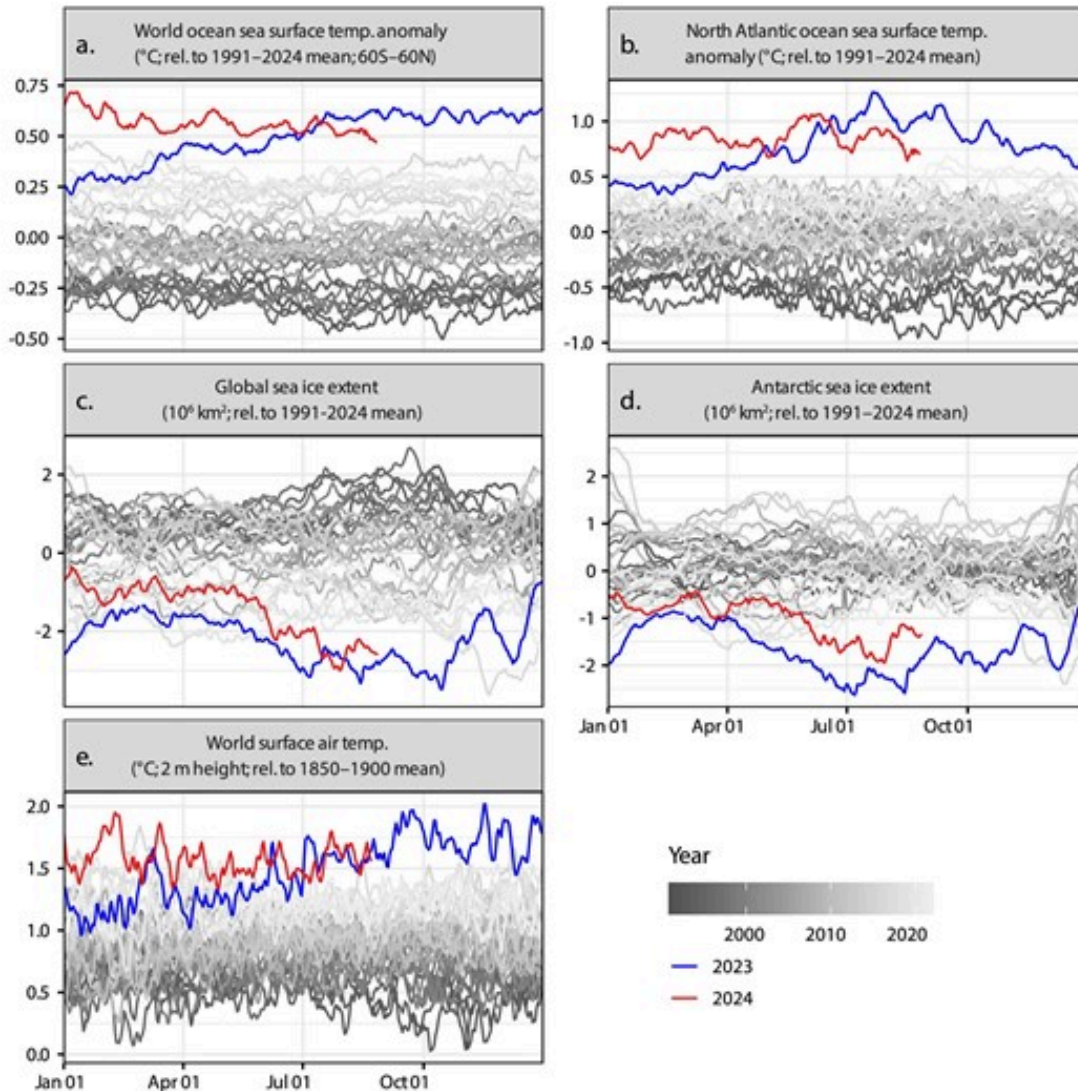 a.
World ocean sea surface temp. anomaly
(°C; rel. to 1991–2024 mean; 60S–60N)
0.75
0.50
0.25
0.00
-0.25
-0.50
b.
North Atlantic ocean sea surface temp.
anomaly (°C; rel. to 1991–2024 mean)
1.0
0.5
0.0
-0.5
-1.0
c.
Global sea ice extent
(10⁶ km²; rel. to 1991-2024 mean)
2
0
-2
d.
Antarctic sea ice extent
(10⁶ km²; rel. to 1991–2024 mean)
2
1
0
-1
-2
Jan 01 Apr 01 Jul 01 Oct 01
e.
World surface air temp.
(°C; 2 m height; rel. to 1850–1900 mean)
2.0
1.5
1.0
0.5
0.0
Jan 01 Apr 01 Jul 01 Oct 01
Year
2000 2010 2020
2023
2024